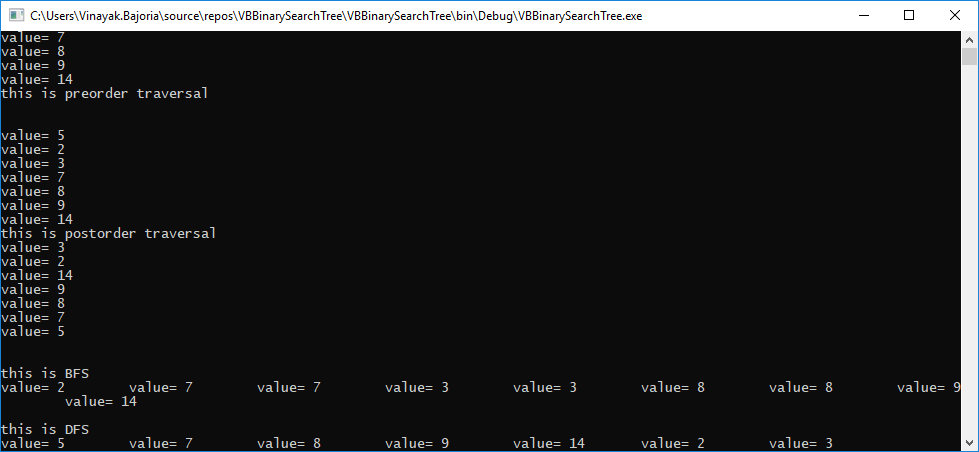 C:\Users\Vinayak.Bajoria\source\repos\VBBinarySearchTree\VBBinarySearchTree\bin\Debug\VBBinarySearchTree.exe
value= 7
value= 8
value= 9
value= 14
this is preorder traversal
value= 5
value= 2
value= 3
value= 7
value= 8
value= 9
value= 14
this is postorder traversal
value= 3
value= 2
value= 14
value= 9
value= 8
value= 7
value= 5
this is BFS
value= 2        value= 7        value= 7        value= 3        value= 3        value= 8        value= 8        value= 9
        value= 14
this is DFS
value= 5        value= 7        value= 8        value= 9        value= 14       value= 2        value= 3